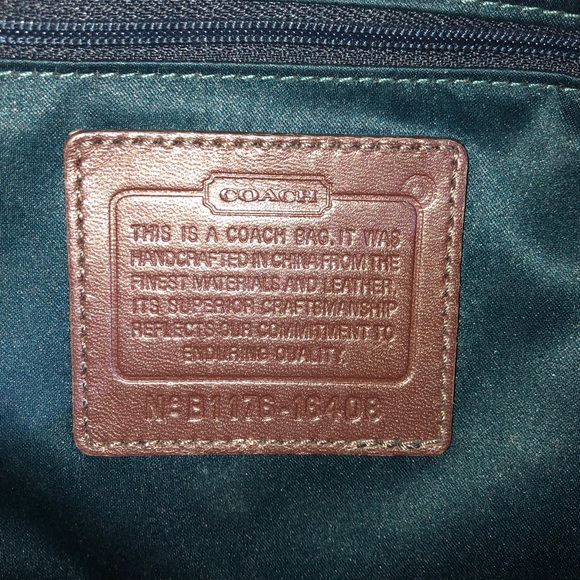 COACH
THIS IS A COACH BAG. IT WAS
HANDCRAFTED IN CHINA FROM THE
FINEST MATERIALS AND LEATHER.
ITS SUPERIOR CRAFTSMANSHIP
REFLECTS OUR COMMITMENT TO
ENDURING QUALITY.
No B1176-16408